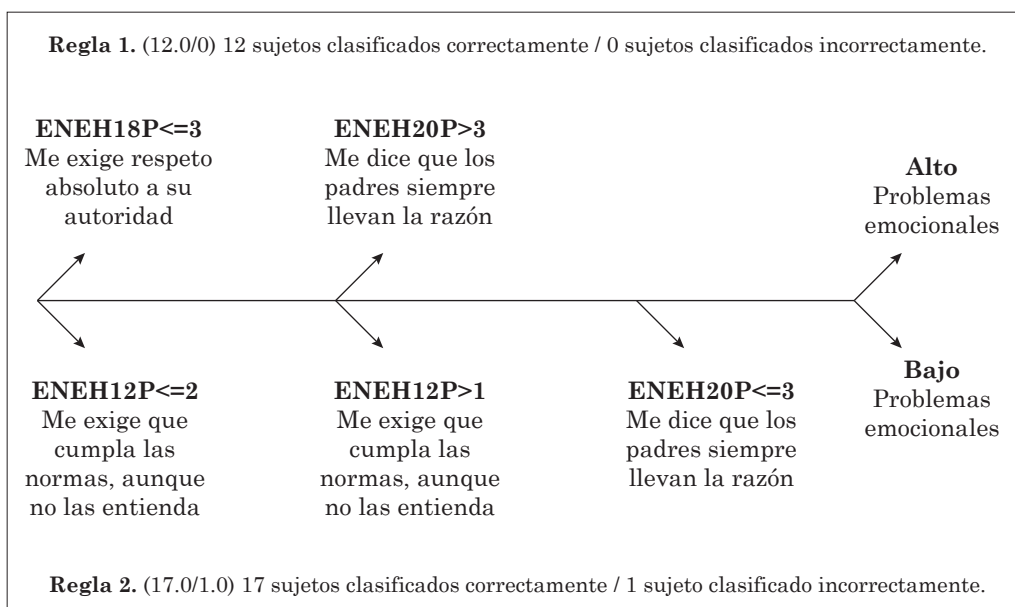 Regla 1. (12.0/0) 12 sujetos clasificados correctamente / 0 sujetos clasificados incorrectamente.
ENEH18P<=3
Me exige respeto
absoluto a su
autoridad
ENEH20P>3
Me dice que los
padres siempre
llevan la razón
Alto
Problemas
emocionales
ENEH12P<=2
Me exige que
cumpla las
normas, aunque
no las entienda
ENEH12P>1
Me exige que
cumpla las
normas, aunque
no las entienda
ENEH20P<=3
Me dice que los
padres siempre
llevan la razón
Bajo
Problemas
emocionales
Regla 2. (17.0/1.0) 17 sujetos clasificados correctamente / 1 sujeto clasificado incorrectamente.